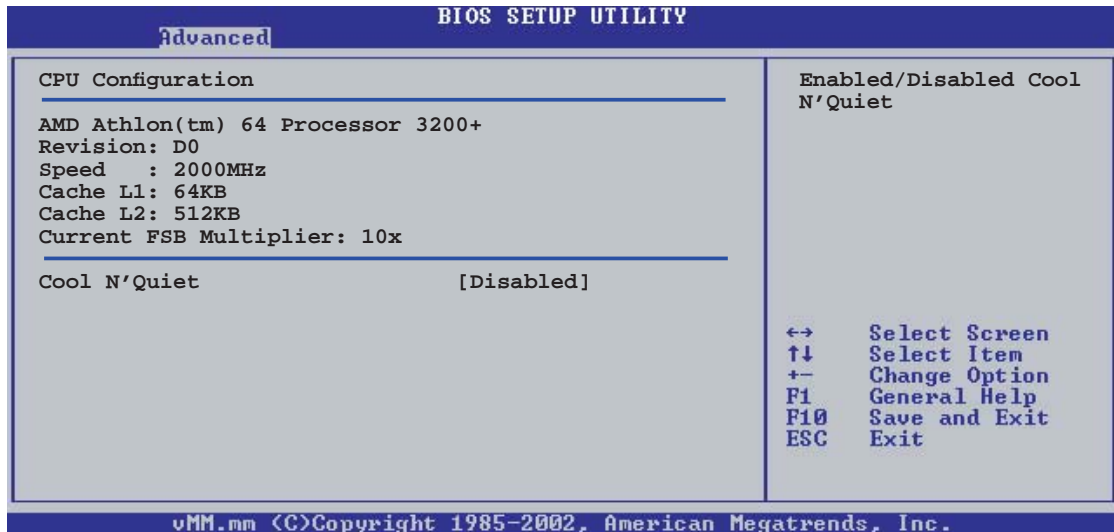 BIOS SETUP UTILITY
Advanced
CPU Configuration
AMD Athlon(tm) 64 Processor 3200+
Revision: D0
Speed : 2000MHz
Cache L1: 64KB
Cache L2: 512KB
Current FSB Multiplier: 10x
Cool N'Quiet [Disabled]
Enabled/Disabled Cool
N'Quiet
←→ Select Screen
↑↓ Select Item
+- Change Option
F1 General Help
F10 Save and Exit
ESC Exit
vMM.mm (C)Copyright 1985-2002, American Megatrends, Inc.